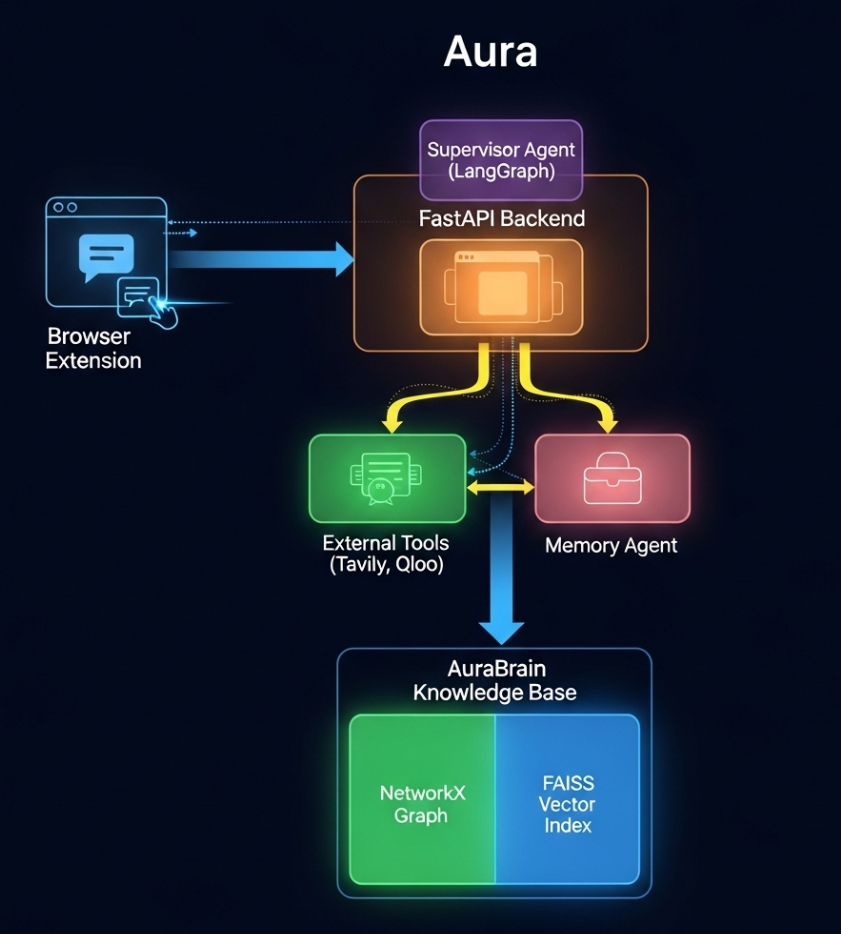 Aura
Supervisor Agent
(LangGraph)
FastAPI Backend
Browser
Extension
External Tools
(Tavily, Qloo)
Memory Agent
AuraBrain
Knowledge Base
NetworkX
Graph
FAISS
Vector
Index